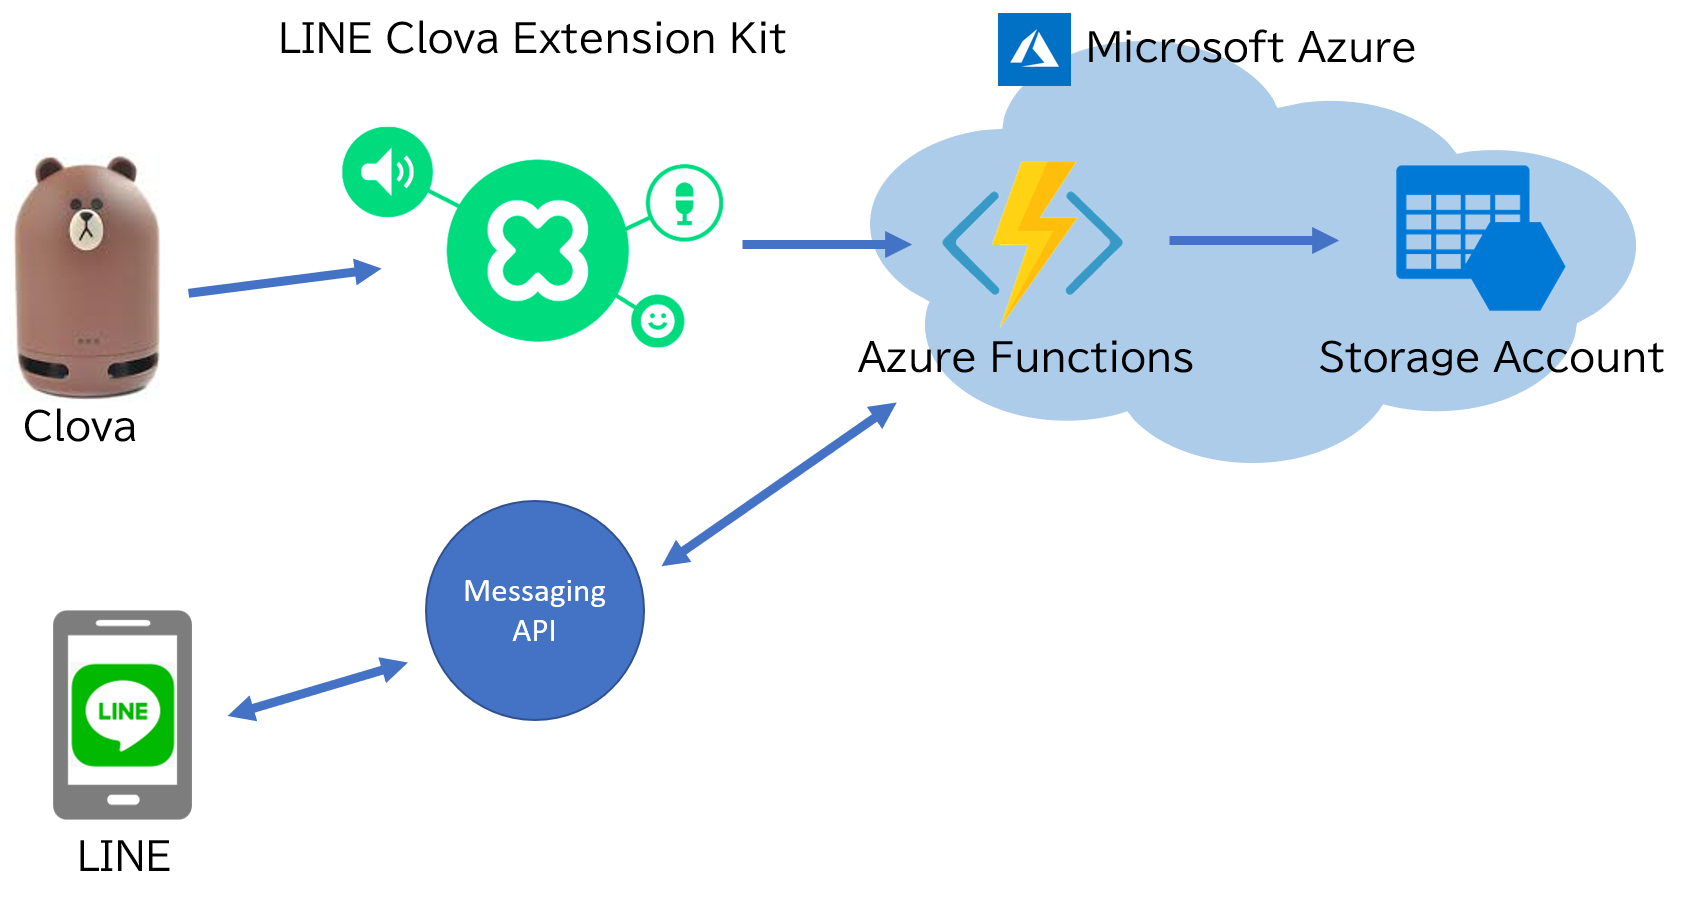 LINE Clova Extension Kit
Microsoft Azure
Azure Functions
Storage Account
Clova
Messaging
API
LINE
LINE